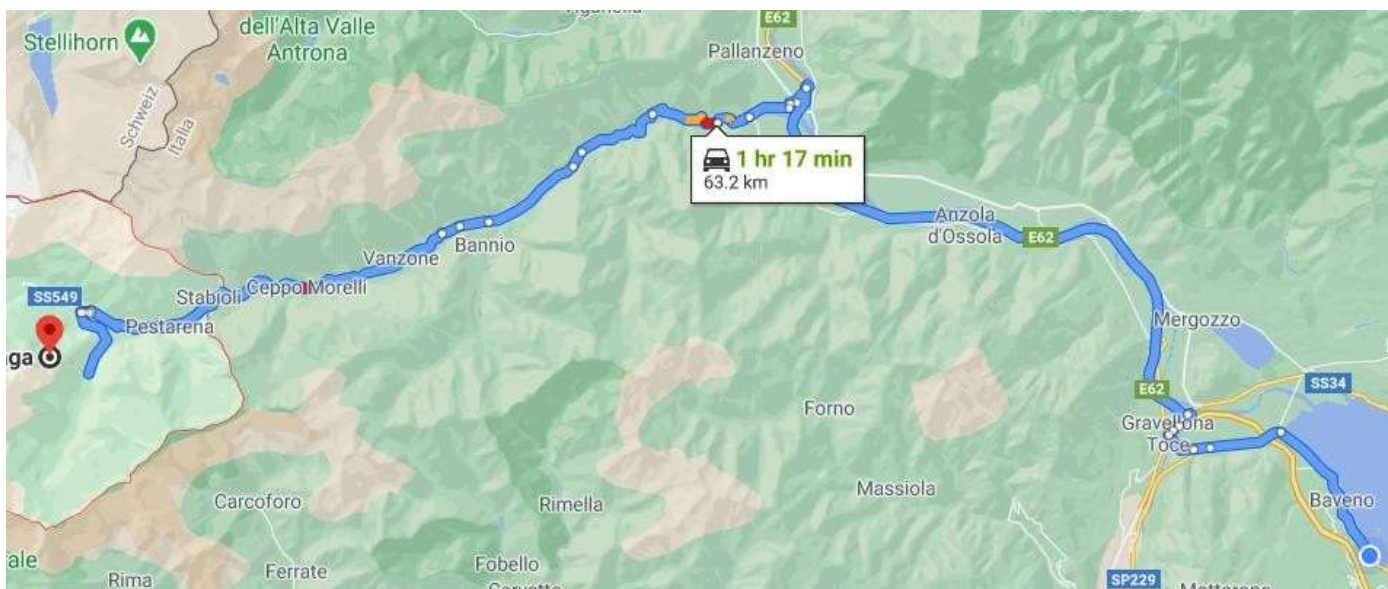 E62
dell'Alta Valle
Antrona
Stellihorn
Pallanzeno
Schweiz
Italia
1 hr 17 min
63.2 km
Anzola
d'Ossola
E62
Bannio
Vanzone
Ceppo Morelli
Stabioli
SS549
Pestarena
Mergozzo
aga
E62
SS34
Forno
Gravellona
Toce
Massiola
Carcoforo
Rimella
Baveno
Fobello
Ferrate
Rima
SP229